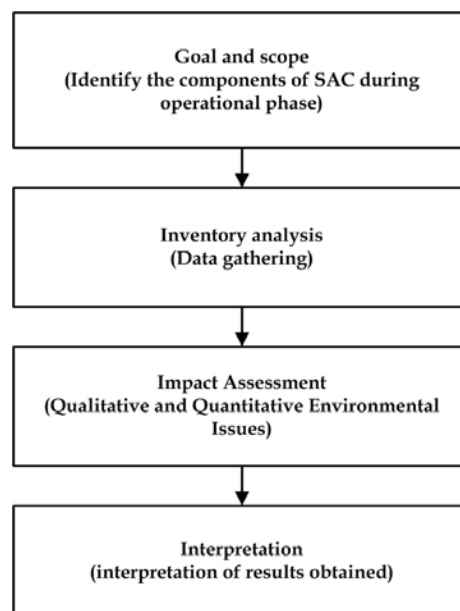 Goal and scope
(Identify the components of SAC during
operational phase)
Inventory analysis
(Data gathering)
Impact Assessment
(Qualitative and Quantitative Environmental
Issues)
Interpretation
(interpretation of results obtained)